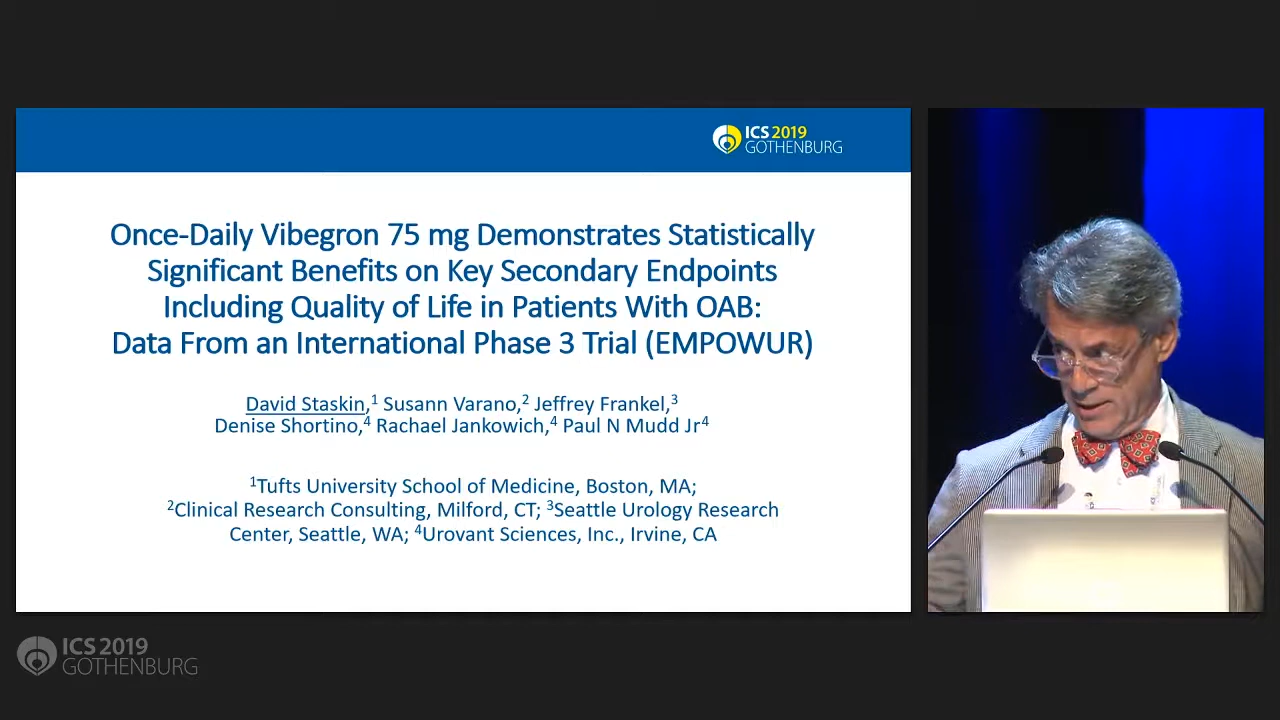 ICS 2019
GOTHENBURG
Once-Daily Vibegron 75 mg Demonstrates Statistically
Significant Benefits on Key Secondary Endpoints
Including Quality of Life in Patients With OAB:
Data From an International Phase 3 Trial (EMPOWUR)
David Staskin,¹ Susann Varano,² Jeffrey Frankel,³
Denise Shortino,⁴ Rachael Jankowich,⁴ Paul N Mudd Jr⁴
¹Tufts University School of Medicine, Boston, MA;
²Clinical Research Consulting, Milford, CT; ³Seattle Urology Research
Center, Seattle, WA; ⁴Urovant Sciences, Inc., Irvine, CA
ICS 2019
GOTHENBURG